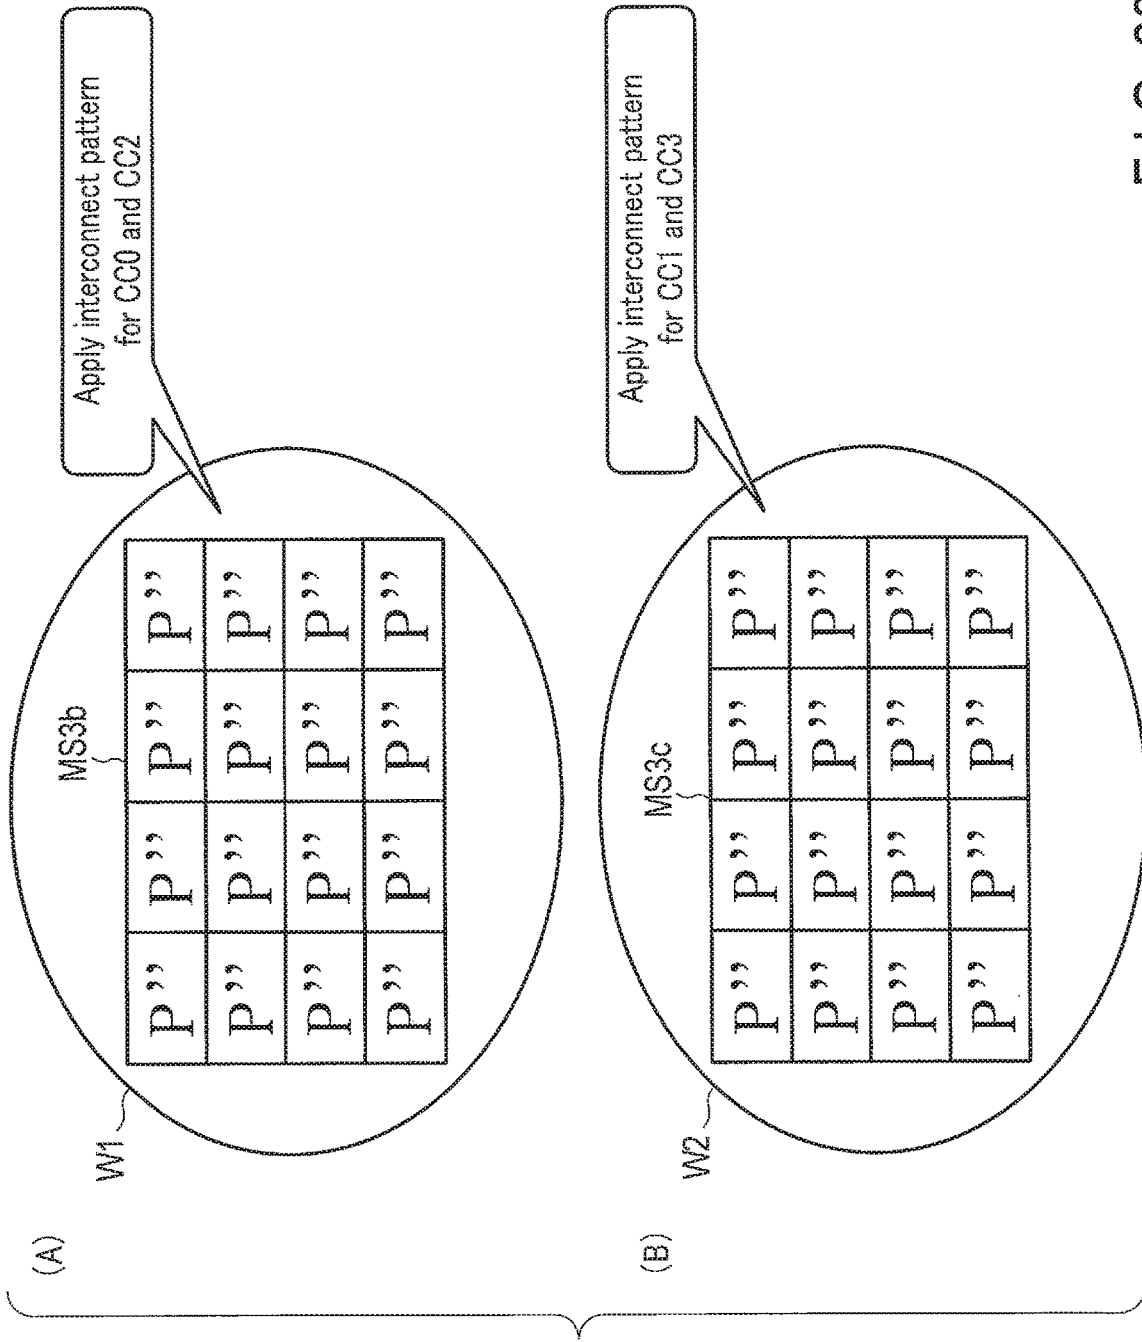 (A)
W1
MS3b
Apply interconnect pattern
for CC0 and CC2
P’’ P’’ P’’ P’’
P’’ P’’ P’’ P’’
P’’ P’’ P’’ P’’
P’’ P’’ P’’ P’’
(B)
W2
MS3c
Apply interconnect pattern
for CC1 and CC3
P’’ P’’ P’’ P’’
P’’ P’’ P’’ P’’
P’’ P’’ P’’ P’’
P’’ P’’ P’’ P’’